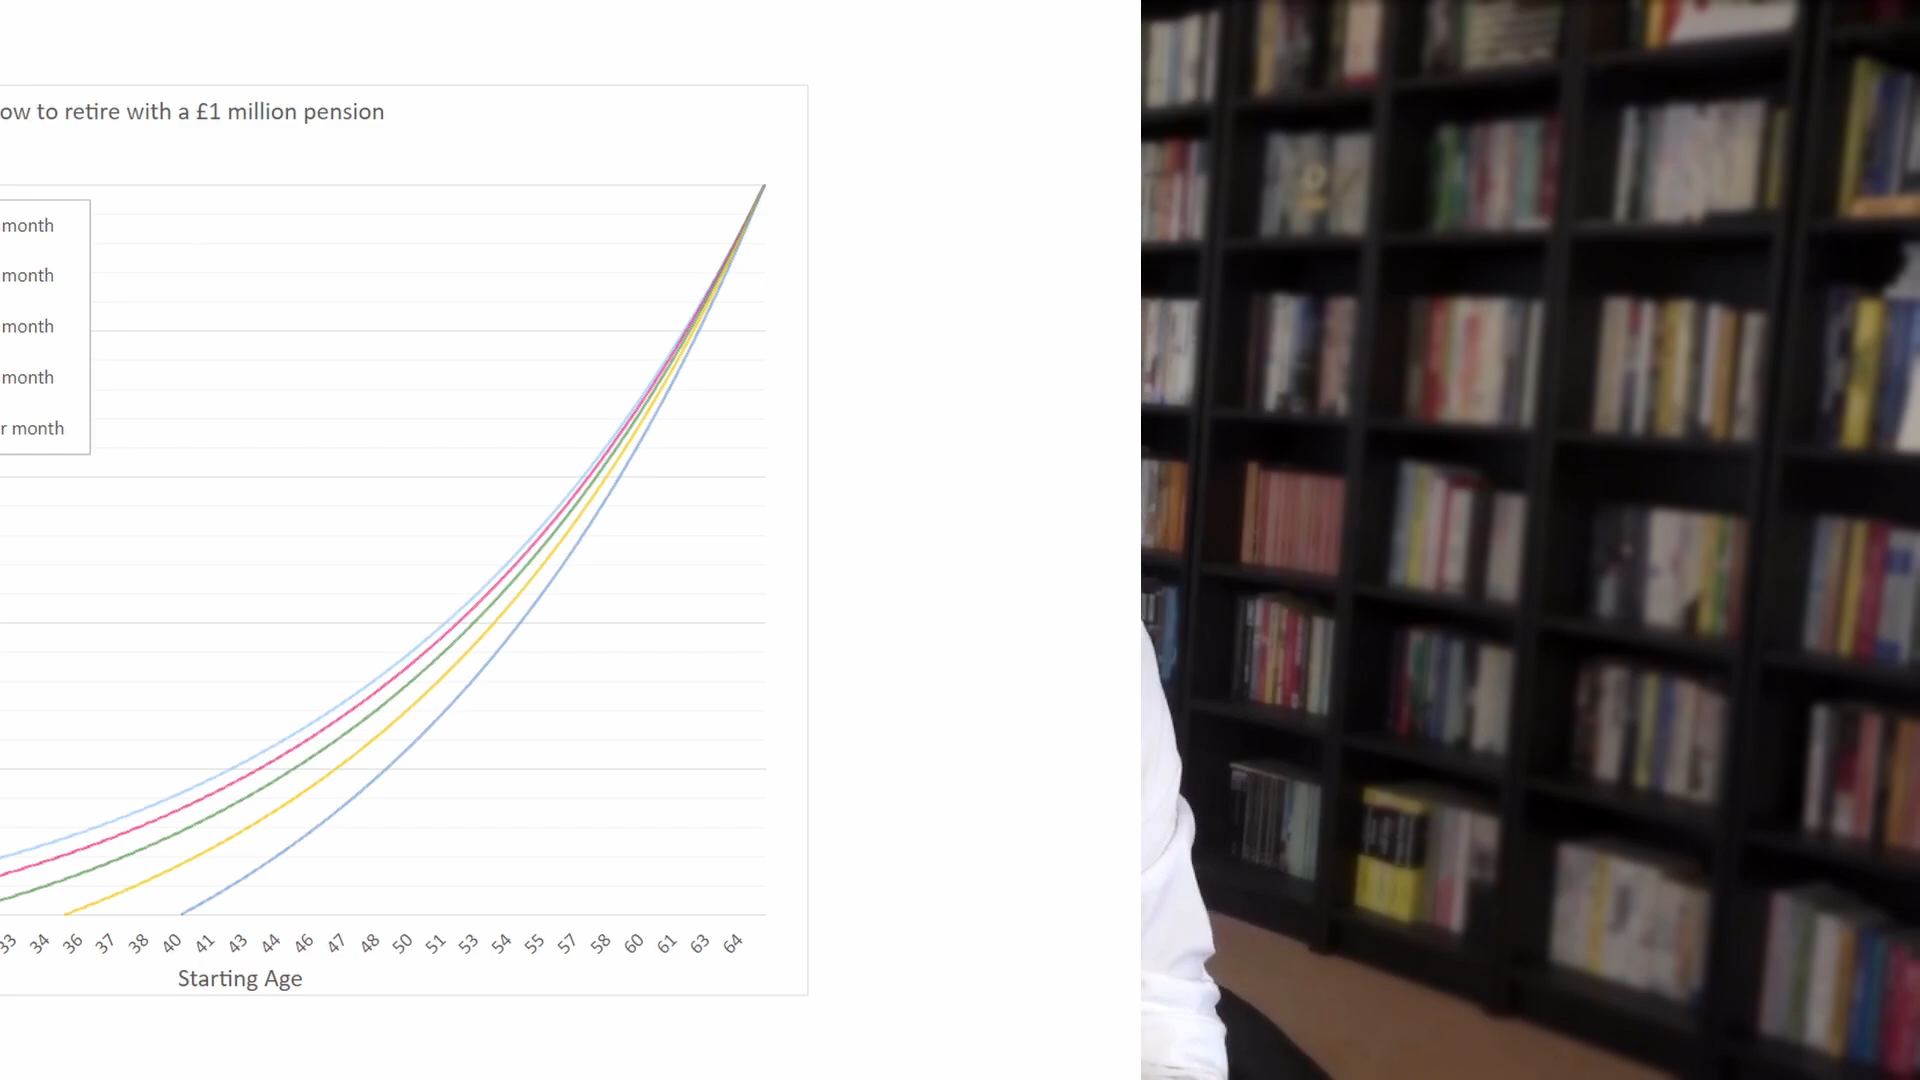 ow to retire with a £1 million pension
month
month
month
month
r month
33 34 36 37 38 40 41 43 44 46 47 48 50 51 53 54 55 57 58 60 61 63 64
Starting Age